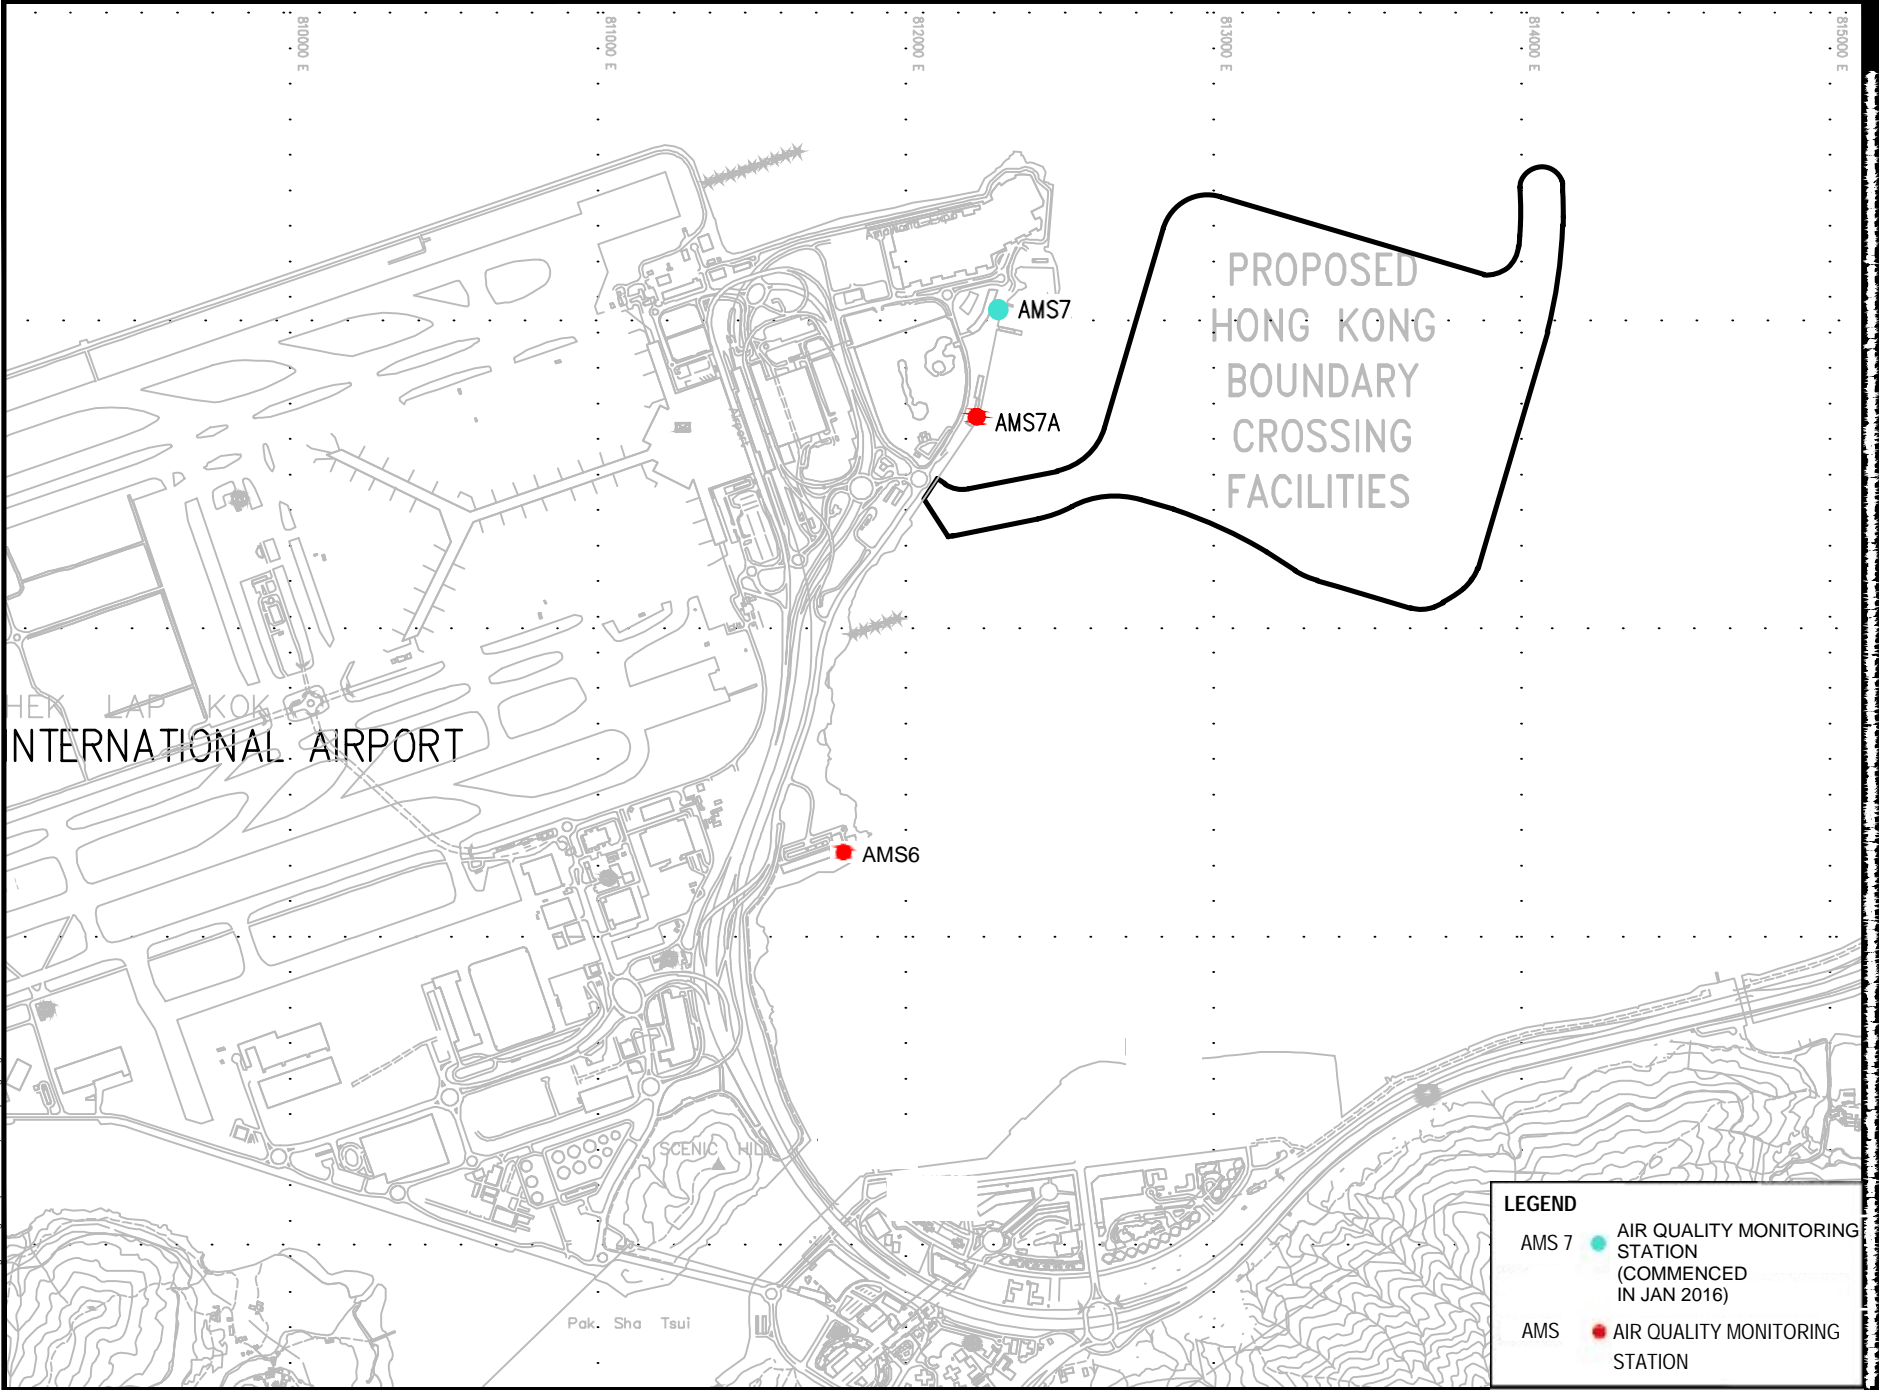 810000 E
811000 E
812000 E
813000 E
814000 E
815000 E
PROPOSED
HONG KONG
BOUNDARY
CROSSING
FACILITIES
AMS7
AMS7A
Airport
HEK LAP KOK
INTERNATIONAL AIRPORT
AMS6
SCENIC HILL
Pak Sha Tsui
LEGEND
AMS 7 AIR QUALITY MONITORING
STATION
(COMMENCED
IN JAN 2016)
AMS AIR QUALITY MONITORING
STATION